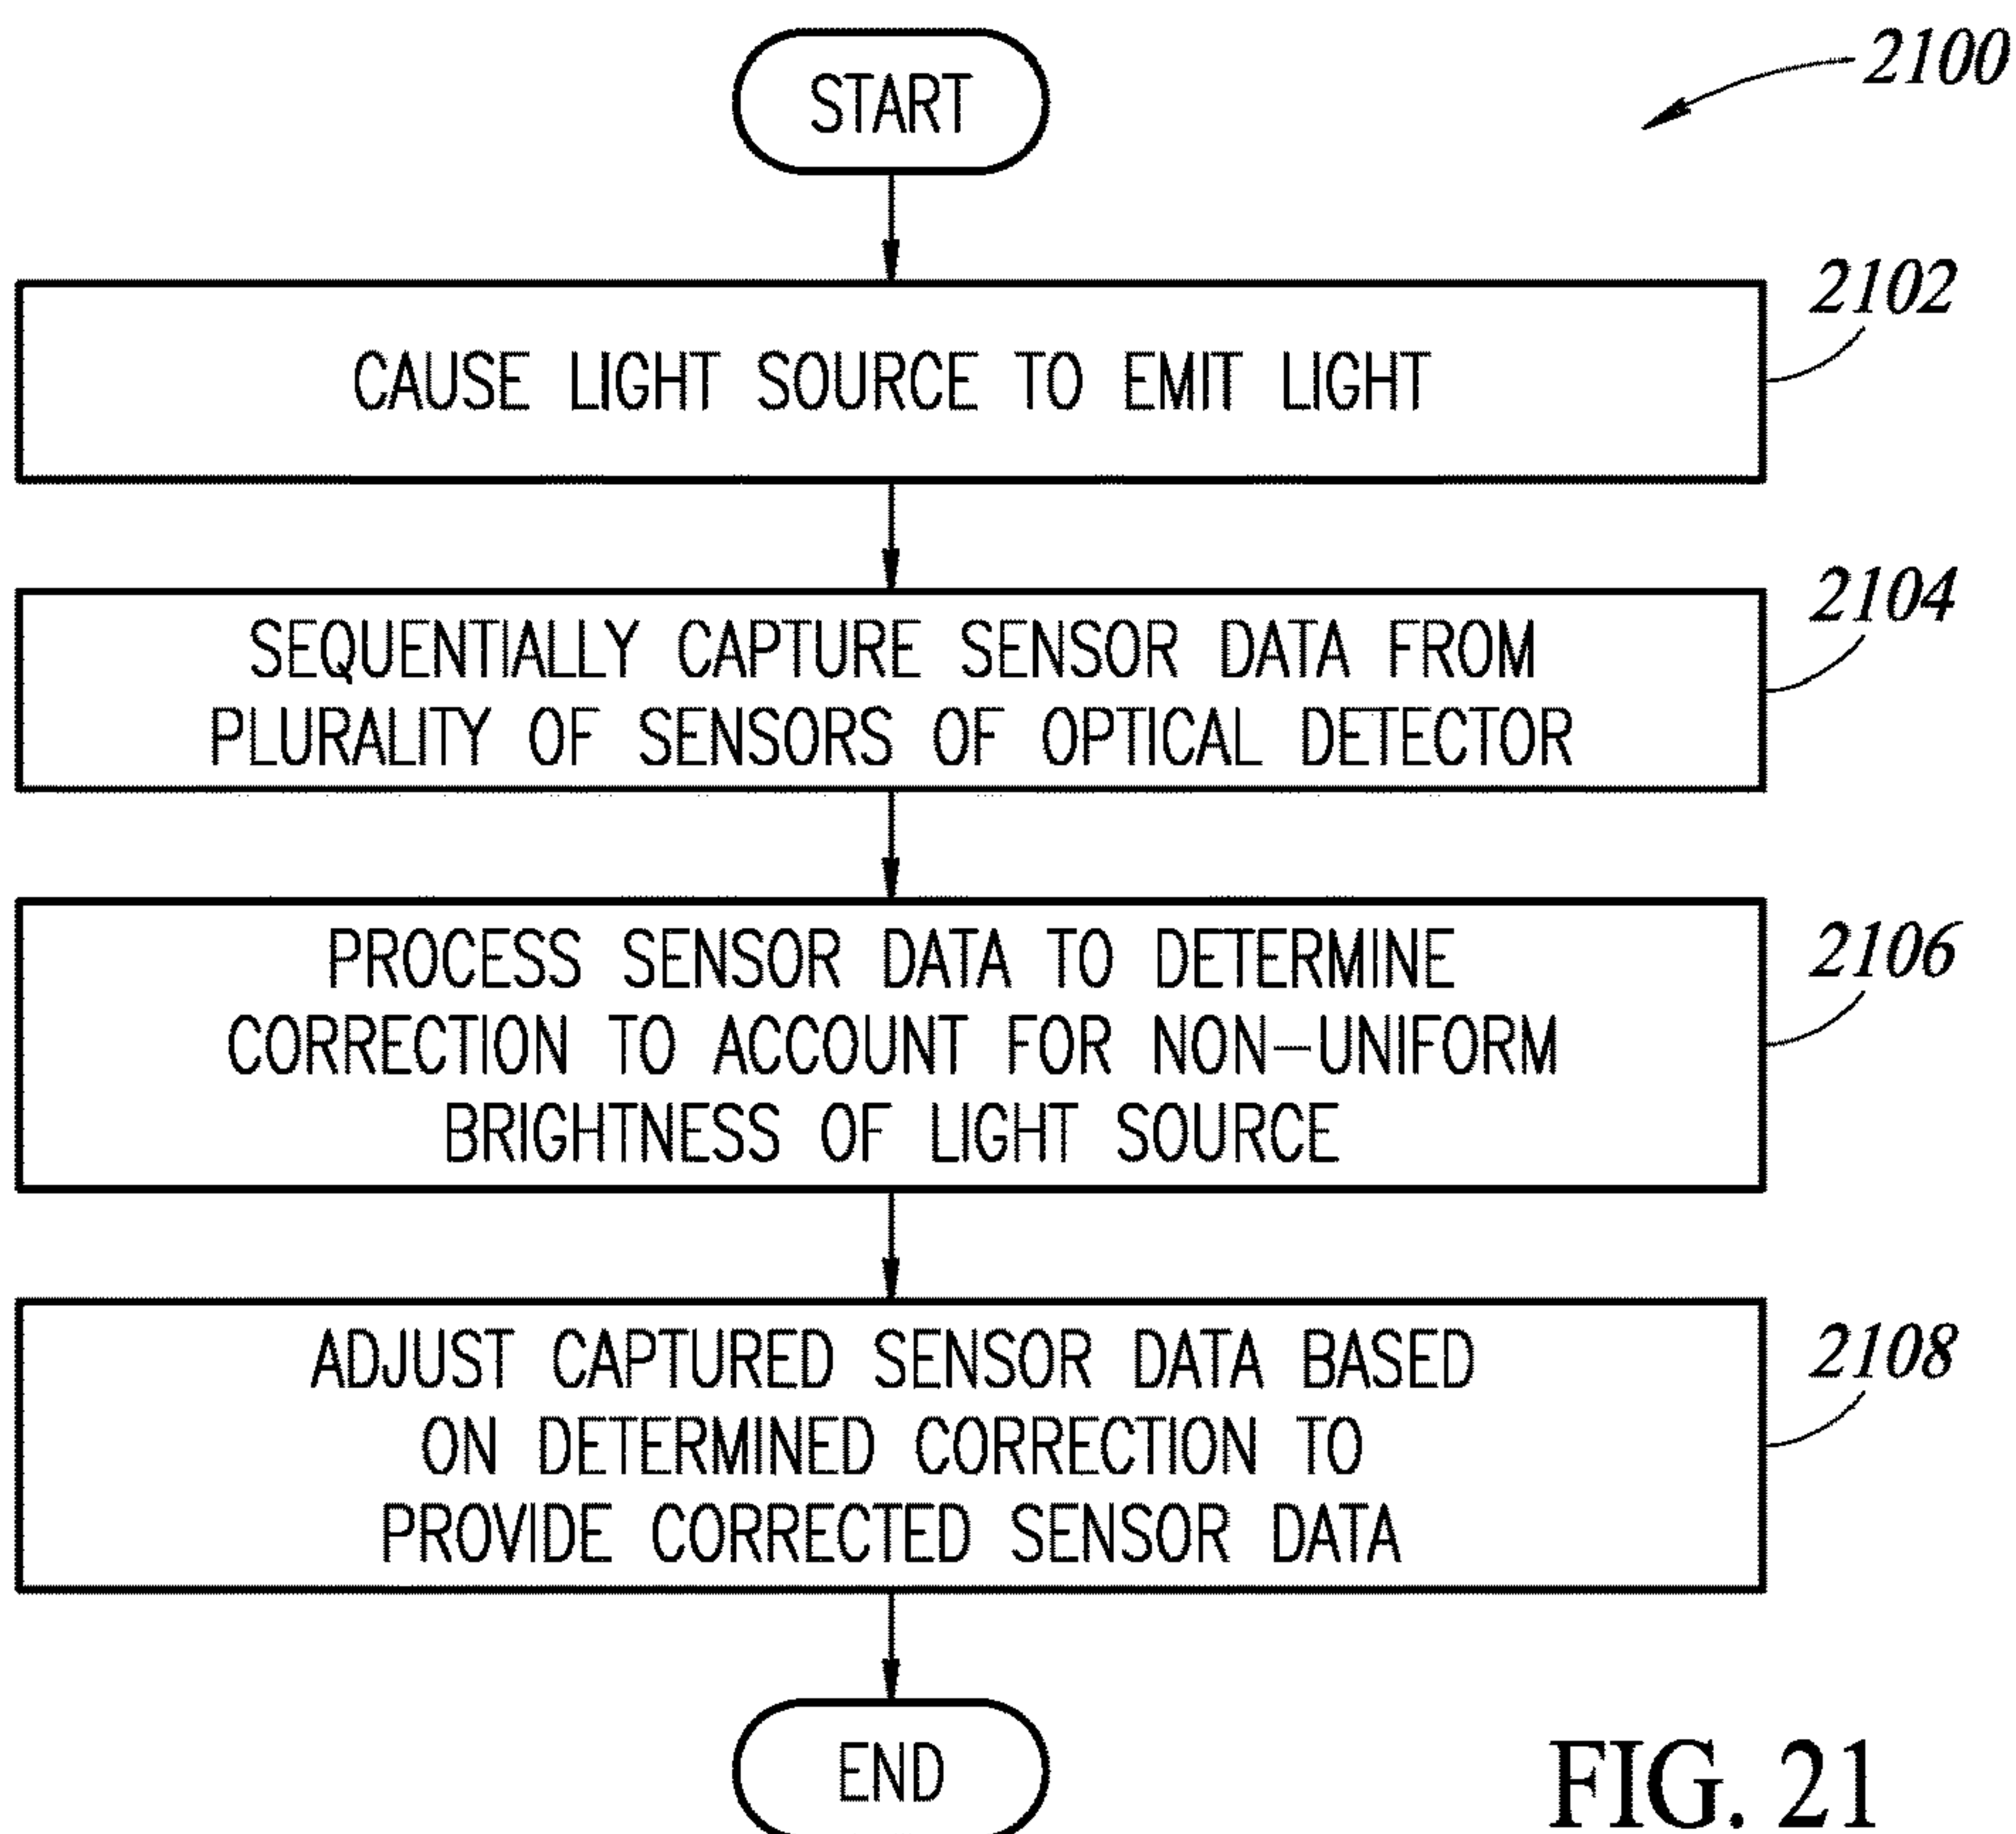 START
2100
2102
CAUSE LIGHT SOURCE TO EMIT LIGHT
2104
SEQUENTIALLY CAPTURE SENSOR DATA FROM
PLURALITY OF SENSORS OF OPTICAL DETECTOR
2106
PROCESS SENSOR DATA TO DETERMINE
CORRECTION TO ACCOUNT FOR NON-UNIFORM
BRIGHTNESS OF LIGHT SOURCE
2108
ADJUST CAPTURED SENSOR DATA BASED
ON DETERMINED CORRECTION TO
PROVIDE CORRECTED SENSOR DATA
END
FIG. 21